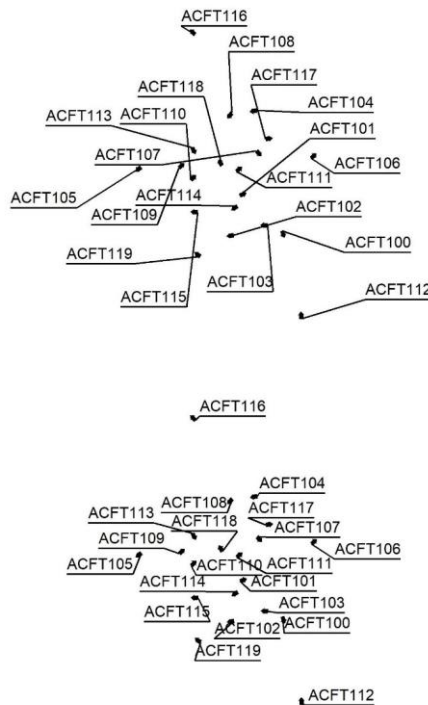 ACFT116
ACFT108
ACFT117
ACFT118
ACFT104
ACFT113
ACFT110
ACFT101
ACFT107
ACFT106
ACFT111
ACFT105
ACFT114
ACFT109
ACFT102
ACFT100
ACFT119
ACFT103
ACFT115
ACFT112
ACFT116
ACFT104
ACFT108
ACFT117
ACFT113
ACFT118
ACFT107
ACFT109
ACFT106
ACFT105
ACFT110
ACFT111
ACFT114
ACFT101
ACFT115
ACFT103
ACFT102
ACFT100
ACFT119
ACFT112